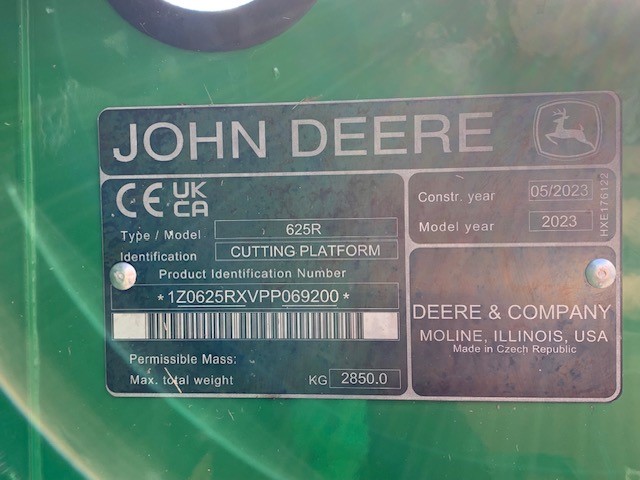 JOHN DEERE
CE UK CA
Type / Model 625R
Identification CUTTING PLATFORM
Product Identification Number
*1Z0625RXVPP069200*
Permissible Mass:
Max. total weight KG 2850.0
Constr. year 05/2023
Model year 2023
HXE176122
DEERE & COMPANY
MOLINE, ILLINOIS, USA
Made in Czech Republic